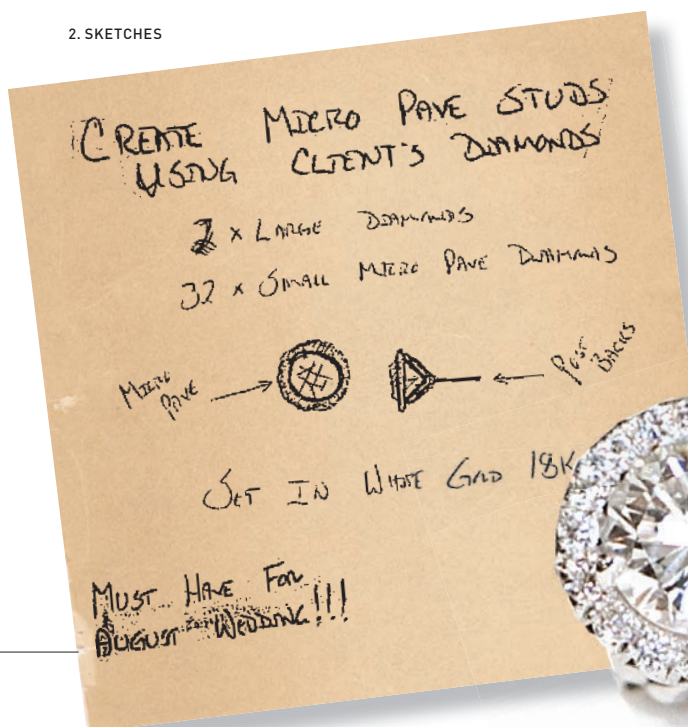 2. SKETCHES
CREATE MICRO PAVE STUDS
USING CLIENT'S DIAMONDS
2 x LARGE DIAMONDS
32 x SMALL MICRO PAVE DIAMONDS
MICRO
PAVE
POST
BACKS
SET IN WHITE GOLD 18K
MUST HAVE FOR
AUGUST WEDDING!!!